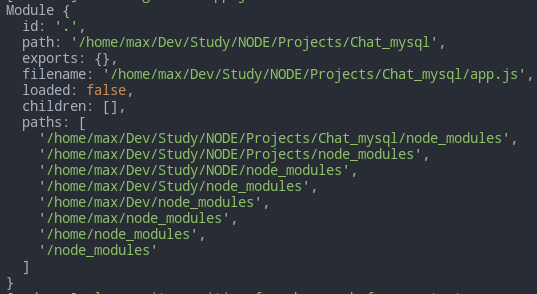 Module {
  id: '.',
  path: '/home/max/Dev/Study/NODE/Projects/Chat_mysql',
  exports: {},
  filename: '/home/max/Dev/Study/NODE/Projects/Chat_mysql/app.js',
  loaded: false,
  children: [],
  paths: [
    '/home/max/Dev/Study/NODE/Projects/Chat_mysql/node_modules',
    '/home/max/Dev/Study/NODE/Projects/node_modules',
    '/home/max/Dev/Study/NODE/node_modules',
    '/home/max/Dev/Study/node_modules',
    '/home/max/Dev/node_modules',
    '/home/max/node_modules',
    '/home/node_modules',
    '/node_modules'
  ]
}